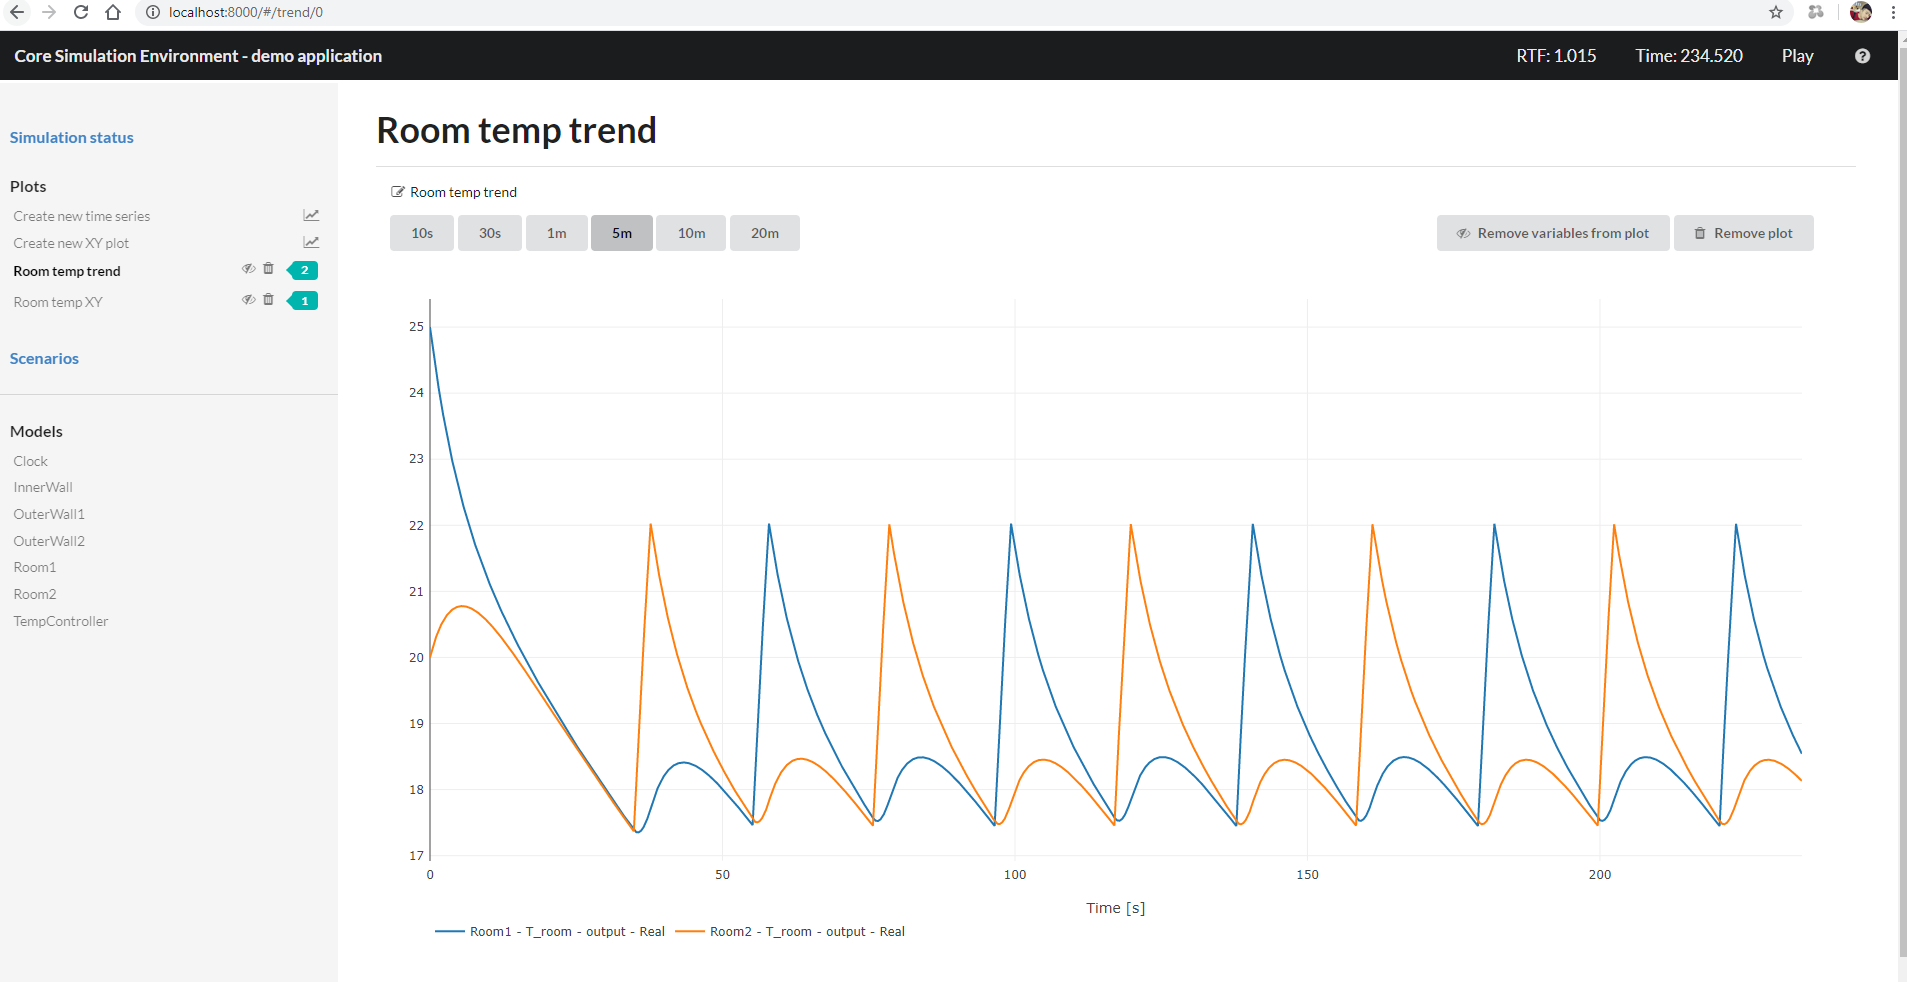 localhost:8000/#/trend/0
Core Simulation Environment - demo application
RTF: 1.015
Time: 234.520
Play
Simulation status
Plots
Create new time series
Create new XY plot
Room temp trend
2
Room temp XY
1
Scenarios
Models
Clock
InnerWall
OuterWall1
OuterWall2
Room1
Room2
TempController
Room temp trend
Room temp trend
10s
30s
1m
5m
10m
20m
Remove variables from plot
Remove plot
25
24
23
22
21
20
19
18
17
0
50
100
150
200
Time [s]
Room1 - T_room - output - Real
Room2 - T_room - output - Real